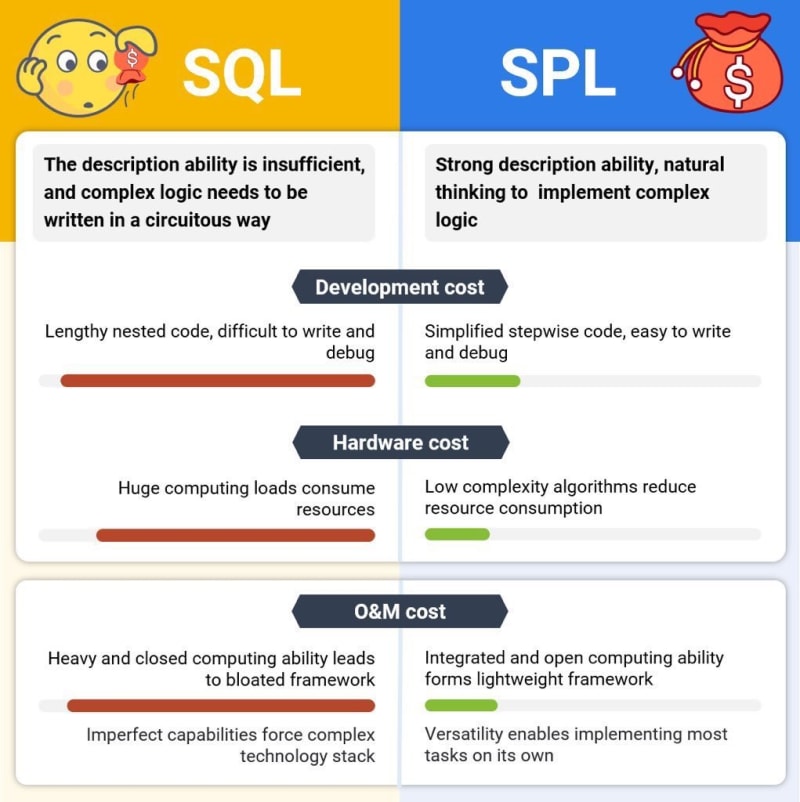 $
SQL
SPL
$
The description ability is insufficient,
and complex logic needs to be
written in a circuitous way
Strong description ability, natural
thinking to implement complex
logic
Development cost
Lengthy nested code, difficult to write and
debug
Simplified stepwise code, easy to write
and debug
Hardware cost
Huge computing loads consume
resources
Low complexity algorithms reduce
resource consumption
O&M cost
Heavy and closed computing ability leads
to bloated framework
Integrated and open computing ability
forms lightweight framework
Imperfect capabilities force complex
technology stack
Versatility enables implementing most
tasks on its own